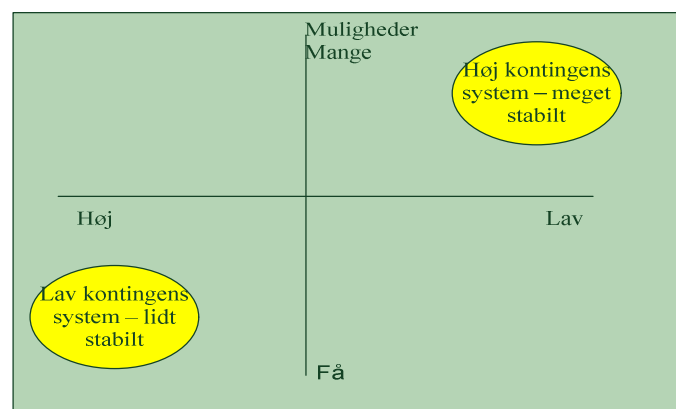 Muligheder
Mange
Høj kontingens
system – meget
stabilt
Høj
Lav
Lav kontingens
system – lidt
stabilt
Få